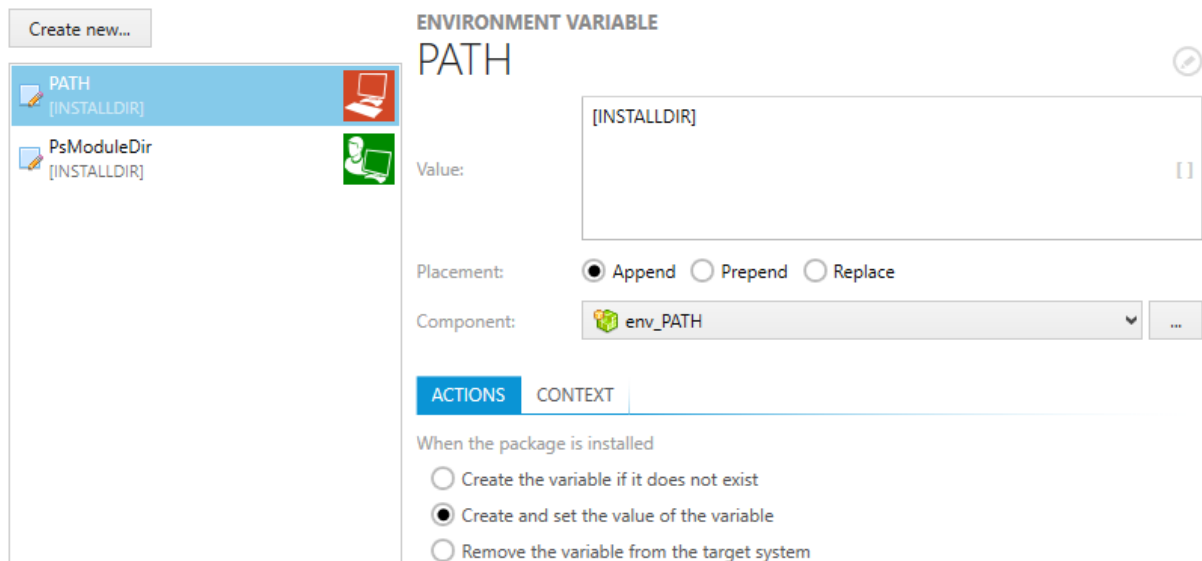 Create new...
PATH
[INSTALLDIR]
PsModuleDir
[INSTALLDIR]
ENVIRONMENT VARIABLE
PATH
Value:
[INSTALLDIR]
[ ]
Placement:
Append Prepend Replace
Component:
env_PATH
...
ACTIONS CONTEXT
When the package is installed
Create the variable if it does not exist
Create and set the value of the variable
Remove the variable from the target system